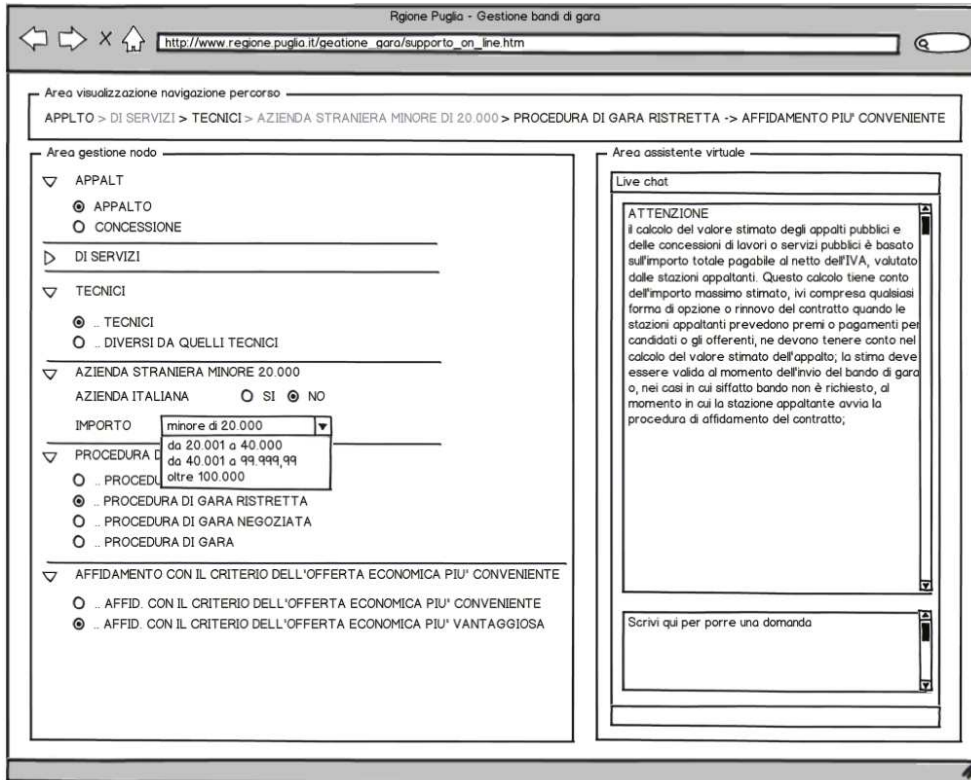 Rgione Puglia - Gestione bandi di gara
http://www.regione.puglia.it/geatione_gara/supporto_on_line.htm
Area visualizzazione navigazione percorso
APPLTO > DI SERVIZI > TECNICI > AZIENDA STRANIERA MINORE DI 20.000 > PROCEDURA DI GARA RISTRETTA -> AFFIDAMENTO PIU' CONVENIENTE
Area gestione nodo
APPALT
APPALTO
CONCESSIONE
DI SERVIZI
TECNICI
.. TECNICI
.. DIVERSI DA QUELLI TECNICI
AZIENDA STRANIERA MINORE 20.000
AZIENDA ITALIANA SI NO
IMPORTO minore di 20.000
da 20.001 a 40.000
da 40.001 a 99.999,99
oltre 100.000
PROCEDURA D
.. PROCEDU
.. PROCEDURA DI GARA RISTRETTA
.. PROCEDURA DI GARA NEGOZIATA
.. PROCEDURA DI GARA
AFFIDAMENTO CON IL CRITERIO DELL'OFFERTA ECONOMICA PIU' CONVENIENTE
.. AFFID. CON IL CRITERIO DELL'OFFERTA ECONOMICA PIU' CONVENIENTE
.. AFFID. CON IL CRITERIO DELL'OFFERTA ECONOMICA PIU' VANTAGGIOSA
Area assistente virtuale
Live chat
ATTENZIONE
il calcolo del valore stimato degli appalti pubblici e
delle concessioni di lavori o servizi pubblici è basato
sull'importo totale pagabile al netto dell'IVA, valutato
dalle stazioni appaltanti. Questo calcolo tiene conto
dell'importo massimo stimato, ivi compresa qualsiasi
forma di opzione o rinnovo del contratto quando le
stazioni appaltanti prevedono premi o pagamenti per
candidati o gli offerenti, ne devono tenere conto nel
calcolo del valore stimato dell'appalto; la stima deve
essere valida al momento dell'invio del bando di gara
o, nei casi in cui siffatto bando non è richiesto, al
momento in cui la stazione appaltante avvia la
procedura di affidamento del contratto;
Scrivi qui per porre una domanda